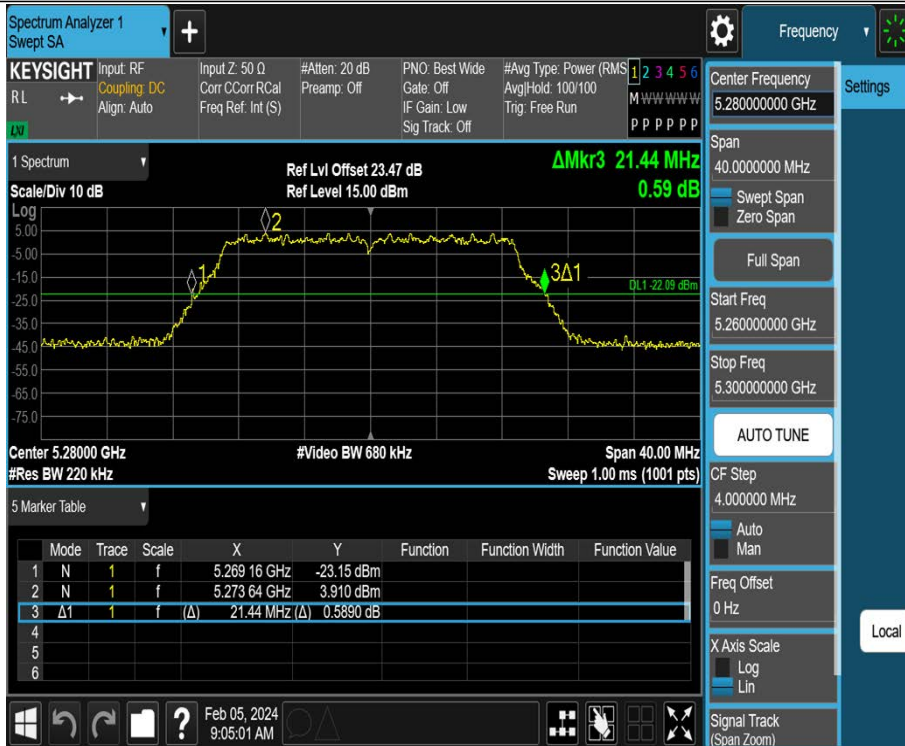 Spectrum Analyzer 1
Swept SA
+
Frequency
KEYSIGHT
RL
LXI
Input: RF
Coupling: DC
Align: Auto
Input Z: 50 Ω
Corr CCorr RCal
Freq Ref: Int (S)
#Atten: 20 dB
Preamp: Off
PNO: Best Wide
Gate: Off
IF Gain: Low
Sig Track: Off
#Avg Type: Power (RMS
Avg|Hold: 100/100
Trig: Free Run
1 2 3 4 5 6
M W W W W W
P P P P P P
1 Spectrum
Scale/Div 10 dB
Ref Lvl Offset 23.47 dB
Ref Level 15.00 dBm
ΔMkr3 21.44 MHz
0.59 dB
Log
5.00
-5.00
-15.0
-25.0
-35.0
-45.0
-55.0
-65.0
-75.0
2
1
3Δ1
DL1 -22.09 dBm
Center 5.28000 GHz
#Video BW 680 kHz
Span 40.00 MHz
#Res BW 220 kHz
Sweep 1.00 ms (1001 pts)
5 Marker Table
Mode Trace Scale X Y Function Function Width Function Value
1 N 1 f 5.269 16 GHz -23.15 dBm
2 N 1 f 5.273 64 GHz 3.910 dBm
3 Δ1 1 f (Δ) 21.44 MHz (Δ) 0.5890 dB
4
5
6
Feb 05, 2024
9:05:01 AM
Center Frequency
5.280000000 GHz
Span
40.0000000 MHz
Swept Span
Zero Span
Full Span
Start Freq
5.260000000 GHz
Stop Freq
5.300000000 GHz
AUTO TUNE
CF Step
4.000000 MHz
Auto
Man
Freq Offset
0 Hz
X Axis Scale
Log
Lin
Signal Track
(Span Zoom)
Settings
Local